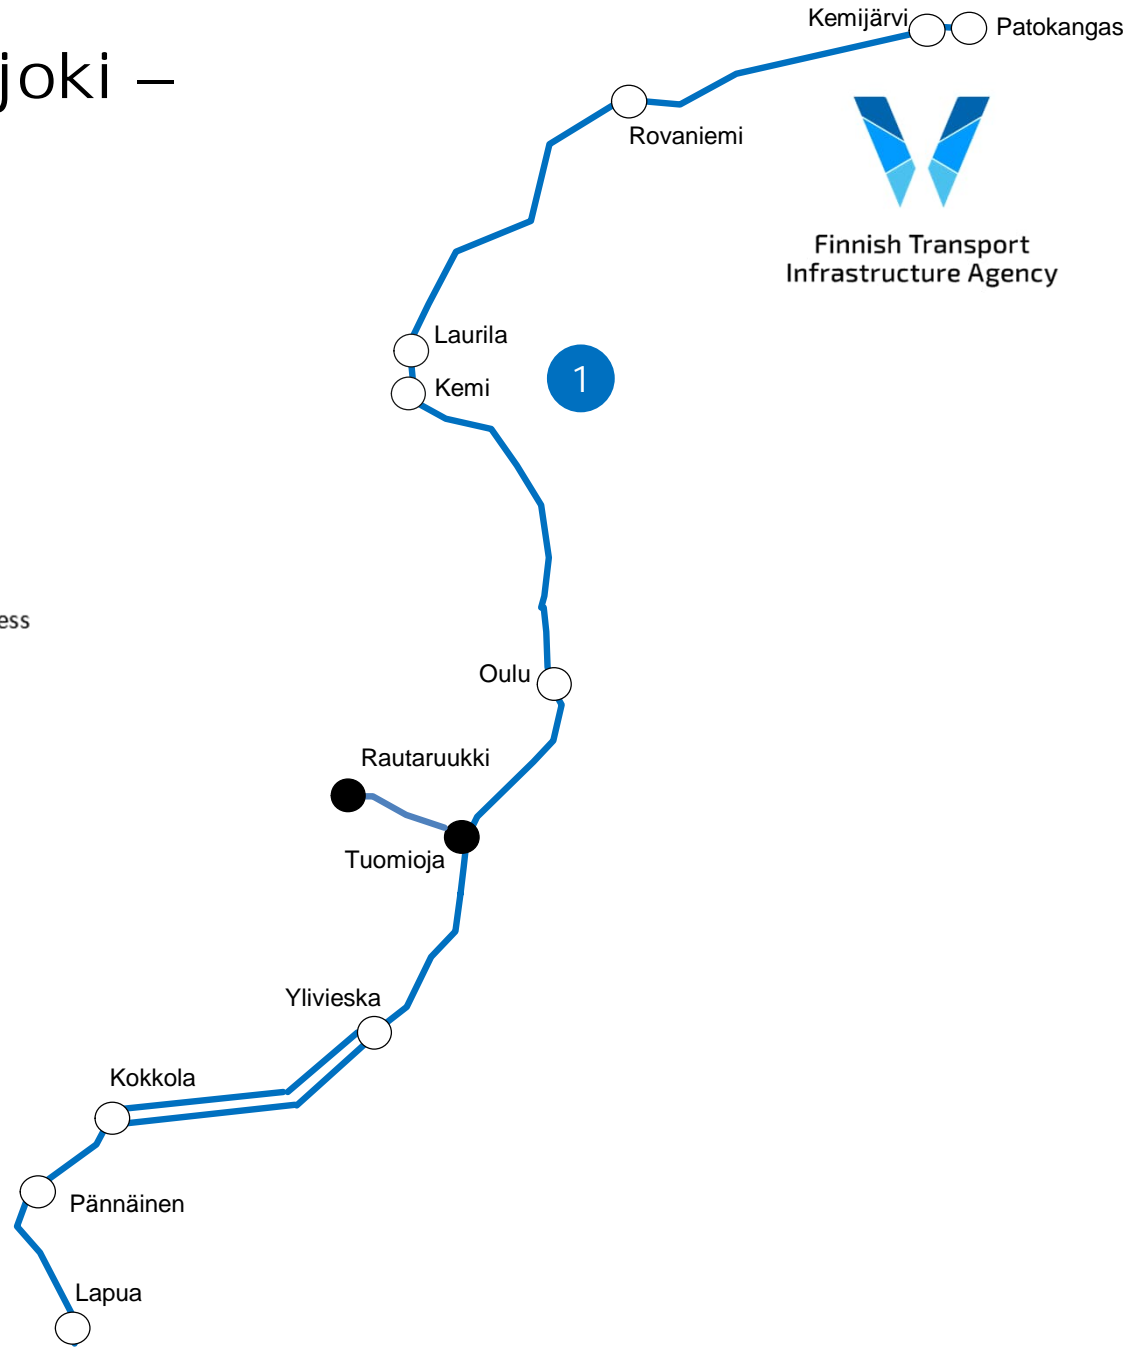 Kemijärvi
Patokangas
joki –
Rovaniemi
Finnish Transport
Infrastructure Agency
Laurila
1
Kemi
ess
Oulu
Rautaruukki
Tuomioja
Ylivieska
Kokkola
Pännäinen
Lapua